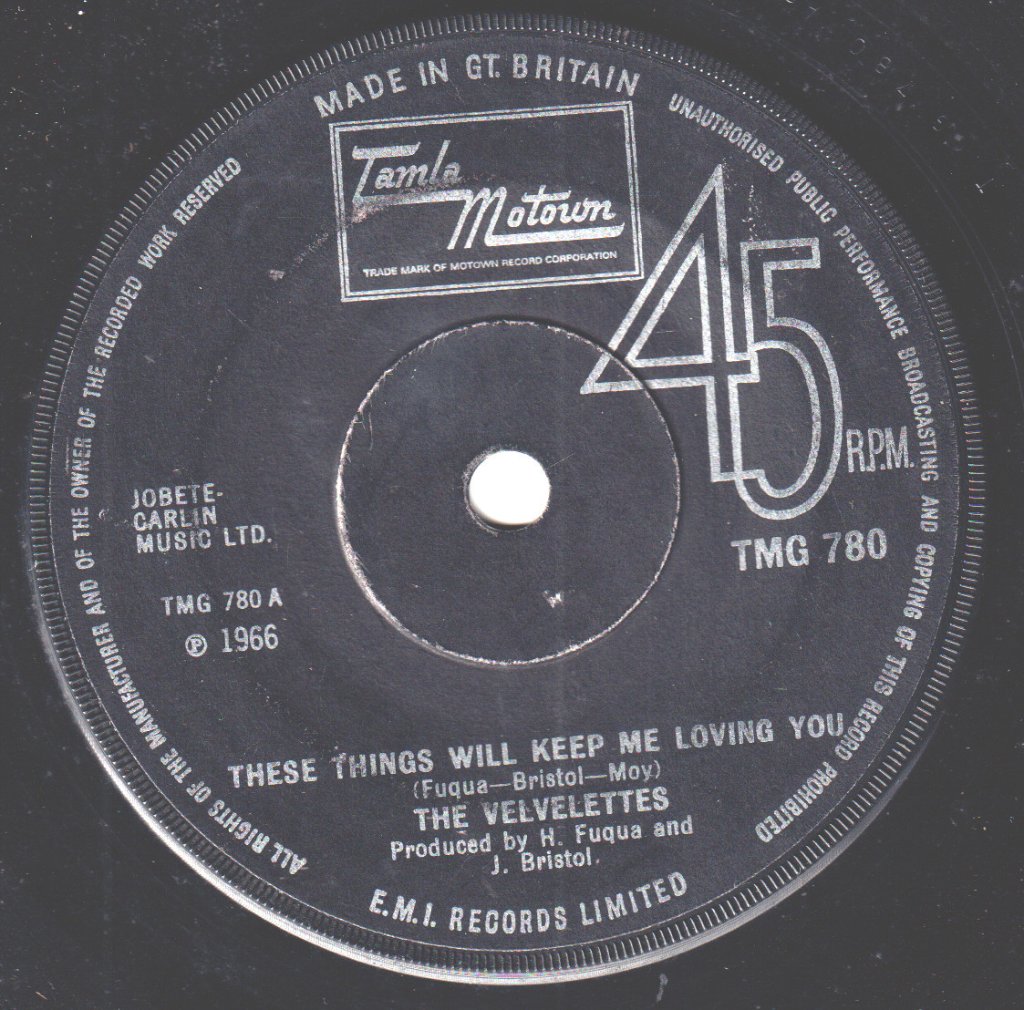 MADE IN GT. BRITAIN
UNAUTHORISED PUBLIC PERFORMANCE BROADCASTING AND COPYING OF THIS RECORD PROHIBITED
ALL RIGHTS OF THE MANUFACTURER AND OF THE OWNER OF THE RECORDED WORK RESERVED
Tamla
Motown
TRADE MARK OF MOTOWN RECORD CORPORATION
45
R.P.M.
JOBETE-
CARLIN
MUSIC LTD.
TMG 780
TMG 780 A
℗ 1966
THESE THINGS WILL KEEP ME LOVING YOU
(Fuqua—Bristol—Moy)
THE VELVELETTES
Produced by H. Fuqua and
J. Bristol.
E.M.I. RECORDS LIMITED